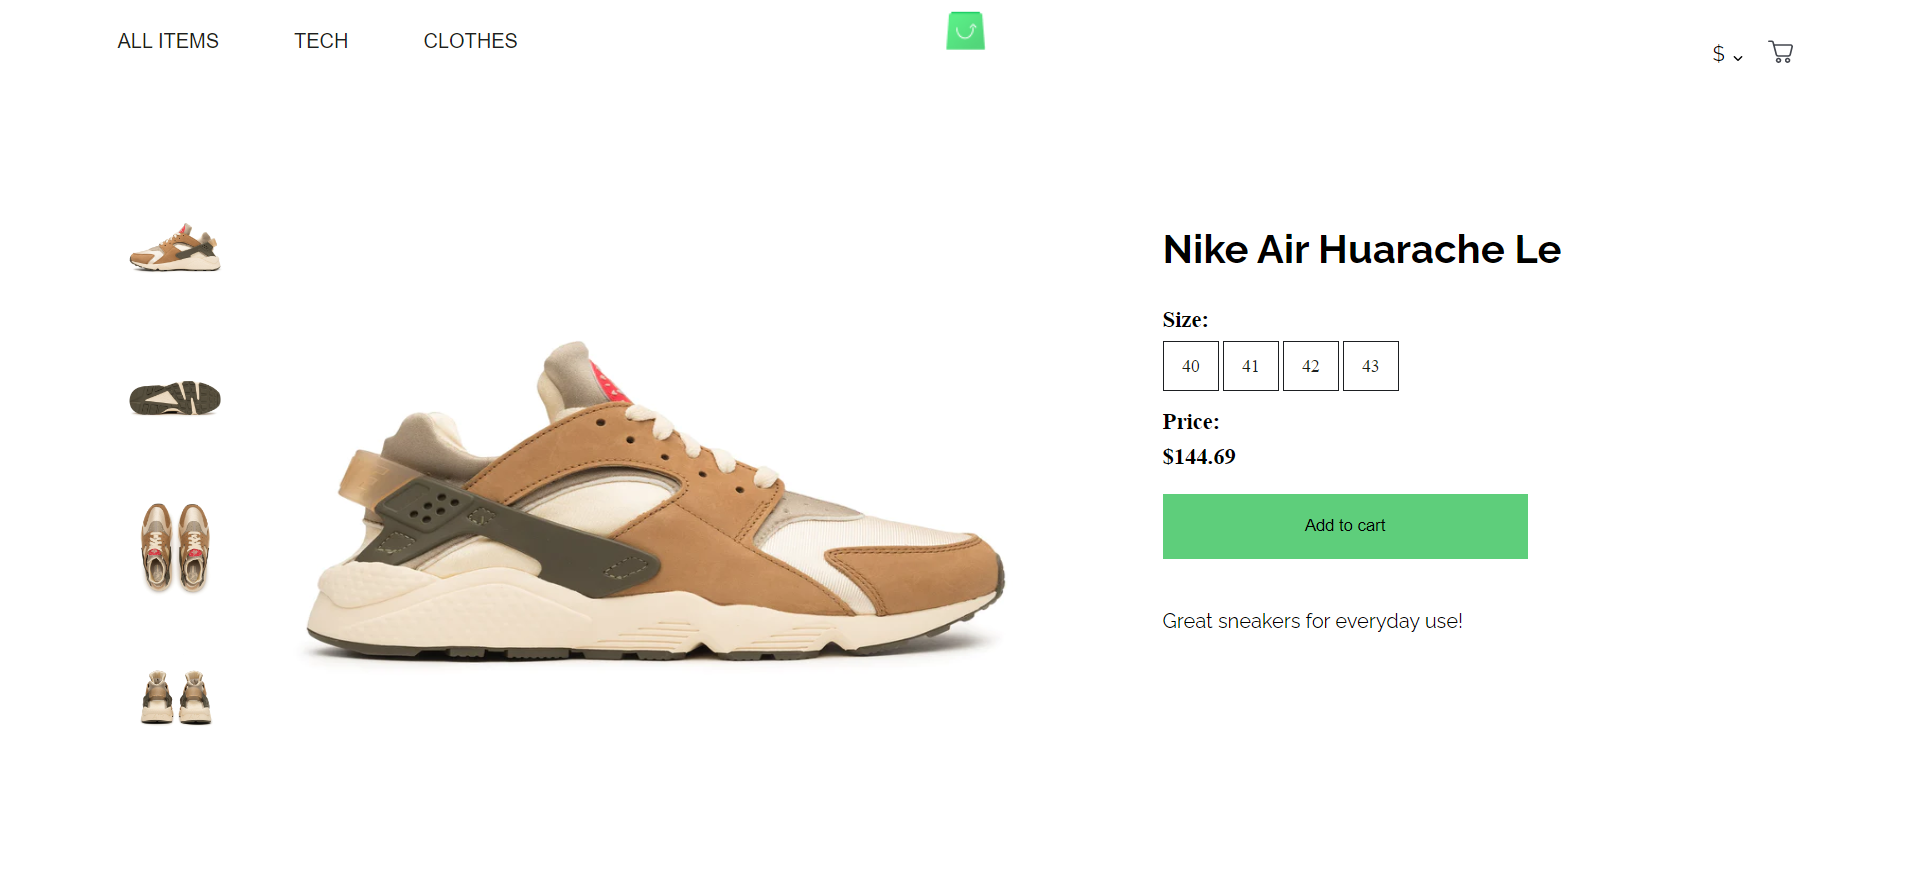 ALL ITEMS TECH CLOTHES
$
Nike Air Huarache Le
Size:
40 41 42 43
Price:
$144.69
Add to cart
Great sneakers for everyday use!